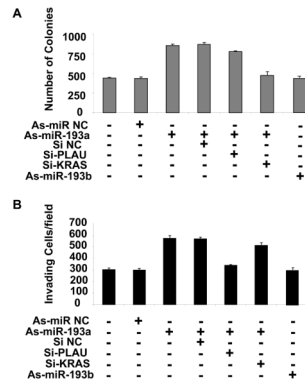 A
Number of Colonies
1000
750
500
250
0
As-miR NC - + - - - - -
As-miR-193a - - + + + + -
Si NC - - - + - - -
Si-PLAU - - - - + - -
Si-KRAS - - - - - + -
As-miR-193b - - - - - - +
B
Invading Cells/field
700
600
500
400
300
200
100
0
As-miR NC - + - - - - -
As-miR-193a - - + + + + -
Si NC - - - + - - -
Si-PLAU - - - - + - -
Si-KRAS - - - - - + -
As-miR-193b - - - - - - +